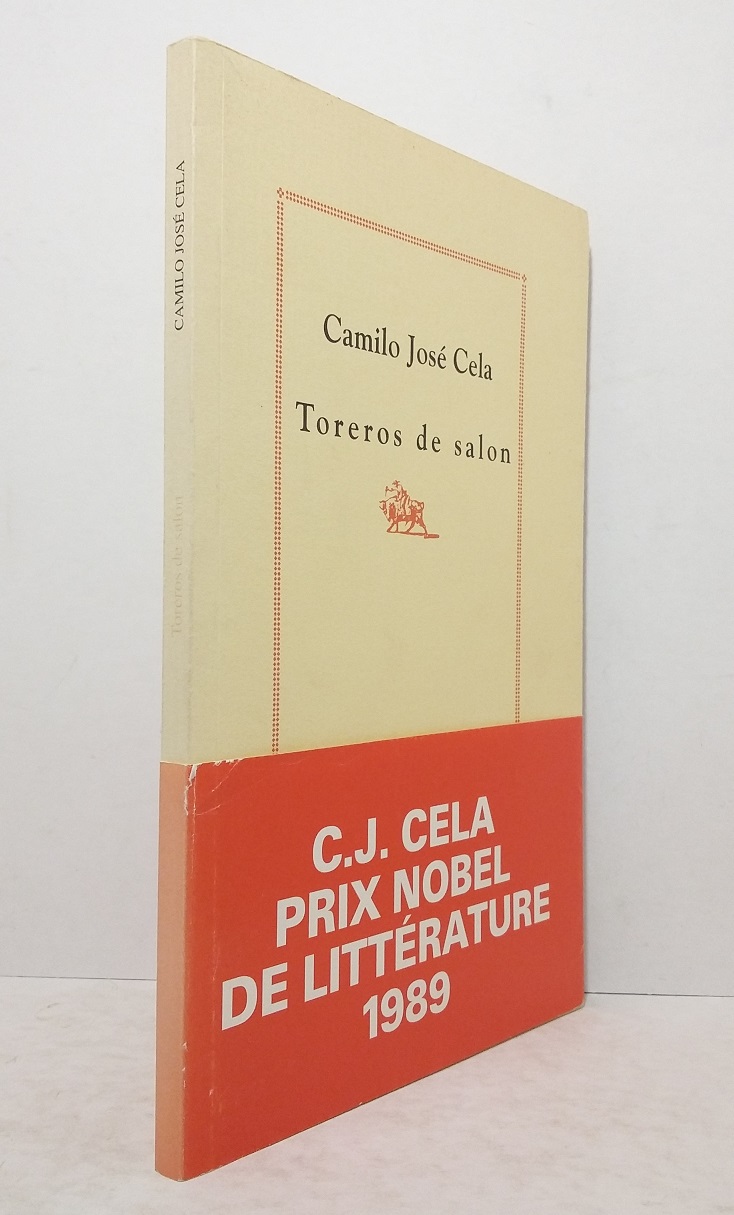 CAMILO JOSÉ CELA
Toreros de salon
Camilo José Cela
Toreros de salon
C.J. CELA
PRIX NOBEL
DE LITTÉRATURE
1989